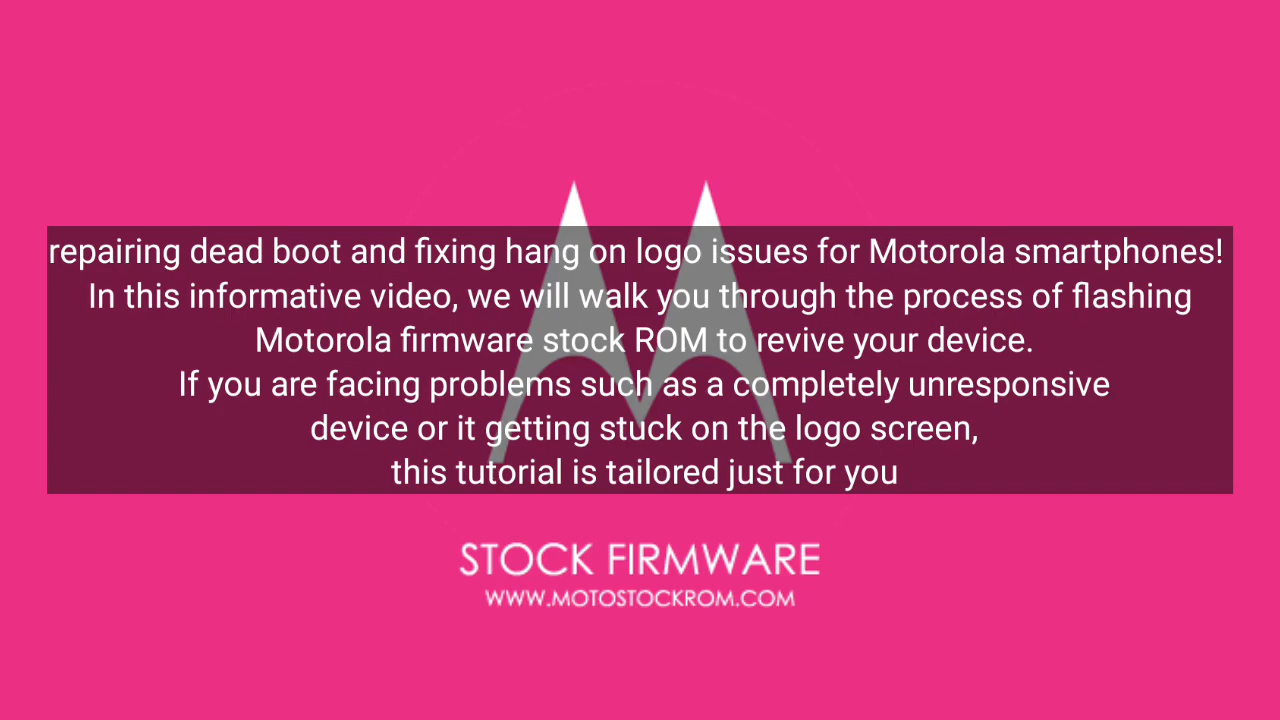 repairing dead boot and fixing hang on logo issues for Motorola smartphones!
In this informative video, we will walk you through the process of flashing
Motorola firmware stock ROM to revive your device.
If you are facing problems such as a completely unresponsive
device or it getting stuck on the logo screen,
this tutorial is tailored just for you
STOCK FIRMWARE
WWW.MOTOSTOCKROM.COM